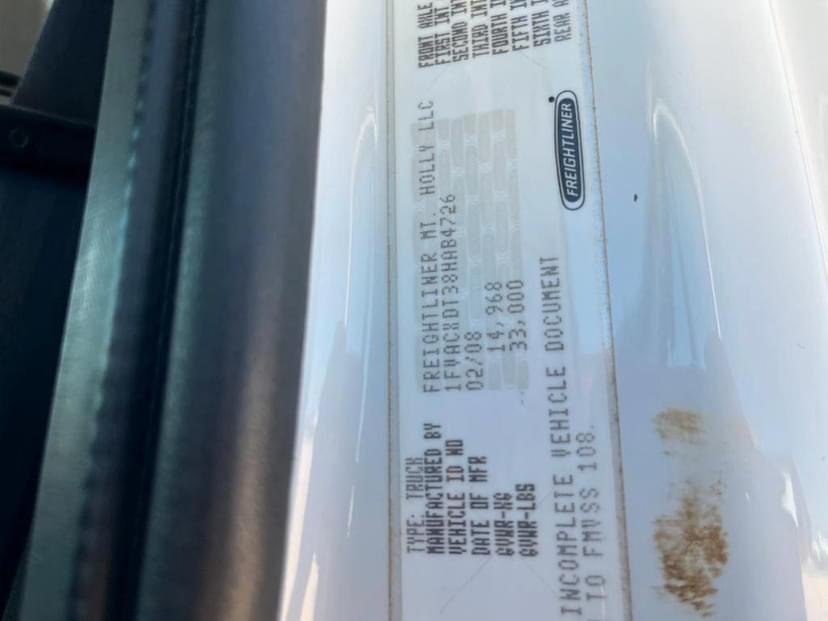 TYPE- TRUCK
MANUFACTURED BY FREIGHTLINER MT. HOLLY LLC
VEHICLE ID NO 1FVACXDT38HAB4726
DATE OF MFR 02/08
GVWR-KG 14,968
GVWR-LBS 33,000
INCOMPLETE VEHICLE DOCUMENT
TO FMVSS 108.
FRONT AXLE
FIRST INT
SECOND INT
THIRD INT
FOURTH I
FIFTH IN
SIXTH I
REAR A
FREIGHTLINER